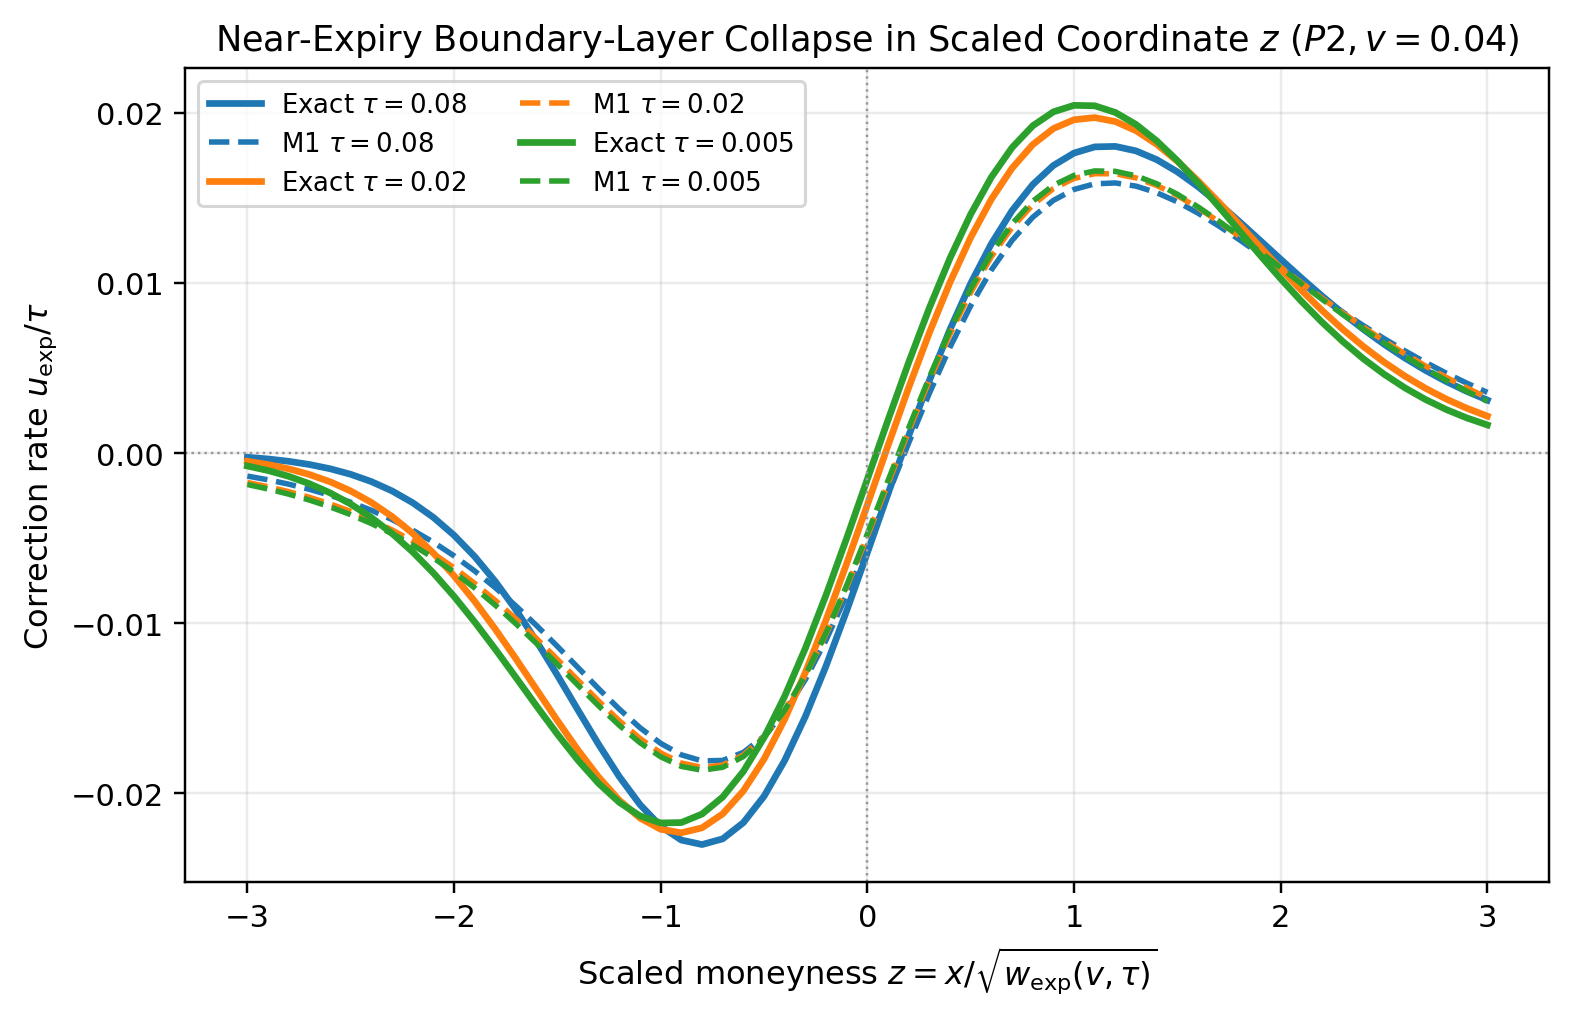 Near-Expiry Boundary-Layer Collapse in Scaled Coordinate z (P2, v = 0.04)
Exact τ = 0.08
M1 τ = 0.08
Exact τ = 0.02
M1 τ = 0.02
Exact τ = 0.005
M1 τ = 0.005
Correction rate u_exp/τ
0.02
0.01
0.00
−0.01
−0.02
−3 −2 −1 0 1 2 3
Scaled moneyness z = x/√w_exp(v, τ)